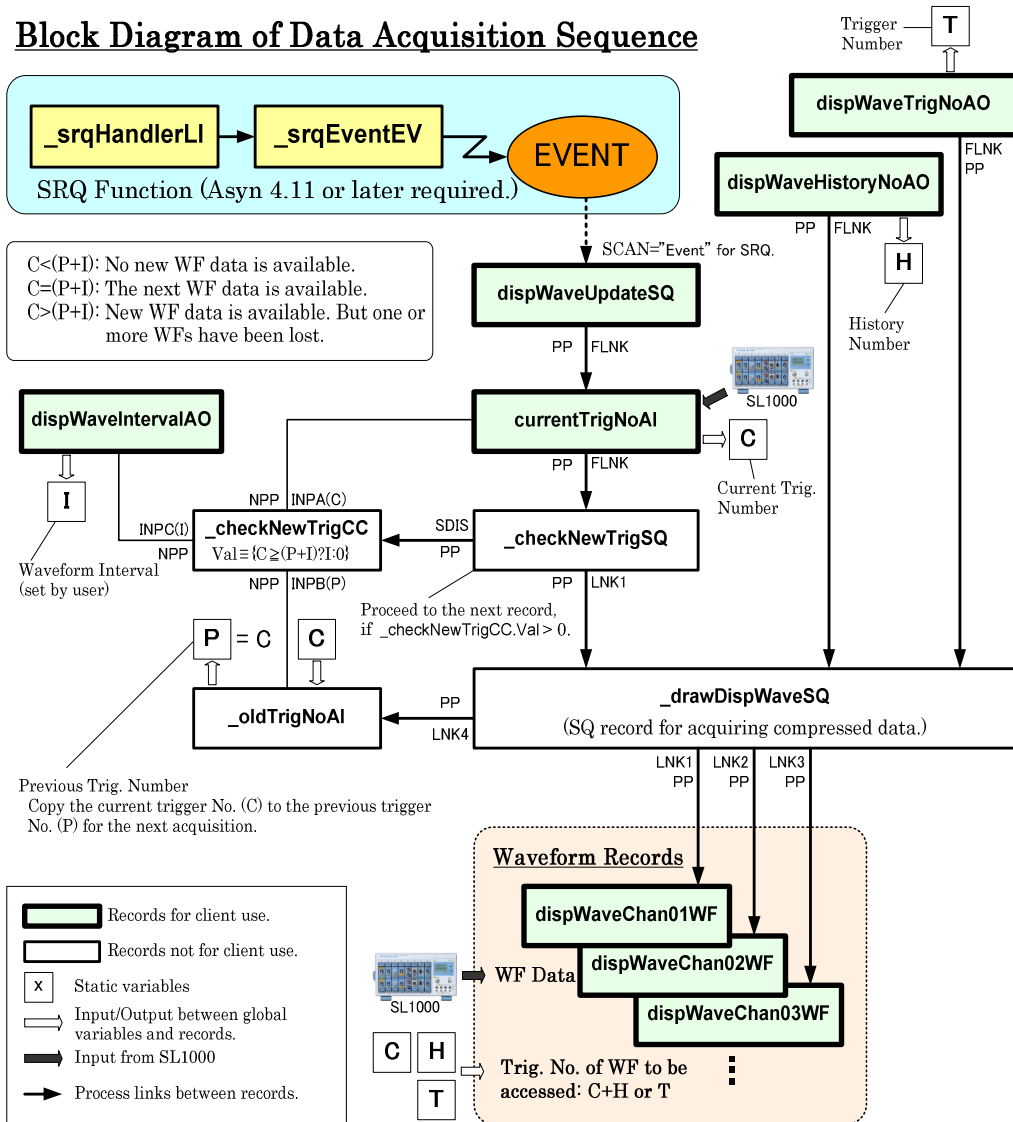 Block Diagram of Data Acquisition Sequence
Trigger
Number
T
dispWaveTrigNoAO
FLNK
PP
_srqHandlerLI
_srqEventEV
EVENT
SRQ Function (Asyn 4.11 or later required.)
dispWaveHistoryNoAO
PP
FLNK
H
History
Number
SCAN="Event" for SRQ.
C<(P+I): No new WF data is available.
C=(P+I): The next WF data is available.
C>(P+I): New WF data is available. But one or
more WFs have been lost.
dispWaveUpdateSQ
PP
FLNK
SL1000
dispWaveIntervalAO
currentTrigNoAI
C
PP
FLNK
Current Trig.
Number
I
NPP
INPA(C)
INPC(I)
NPP
_checkNewTrigCC
Val≡{C≧(P+I)?I:0}
SDIS
PP
_checkNewTrigSQ
Waveform Interval
(set by user)
NPP
INPB(P)
PP
LNK1
Proceed to the next record,
if _checkNewTrigCC.Val > 0.
P = C
C
_oldTrigNoAI
PP
LNK4
_drawDispWaveSQ
(SQ record for acquiring compressed data.)
LNK1
PP
LNK2
PP
LNK3
PP
Previous Trig. Number
Copy the current trigger No. (C) to the previous trigger
No. (P) for the next acquisition.
Waveform Records
dispWaveChan01WF
dispWaveChan02WF
dispWaveChan03WF
WF Data
SL1000
C
H
T
Trig. No. of WF to be
accessed: C+H or T
Records for client use.
Records not for client use.
x
Static variables
Input/Output between global
variables and records.
Input from SL1000
Process links between records.